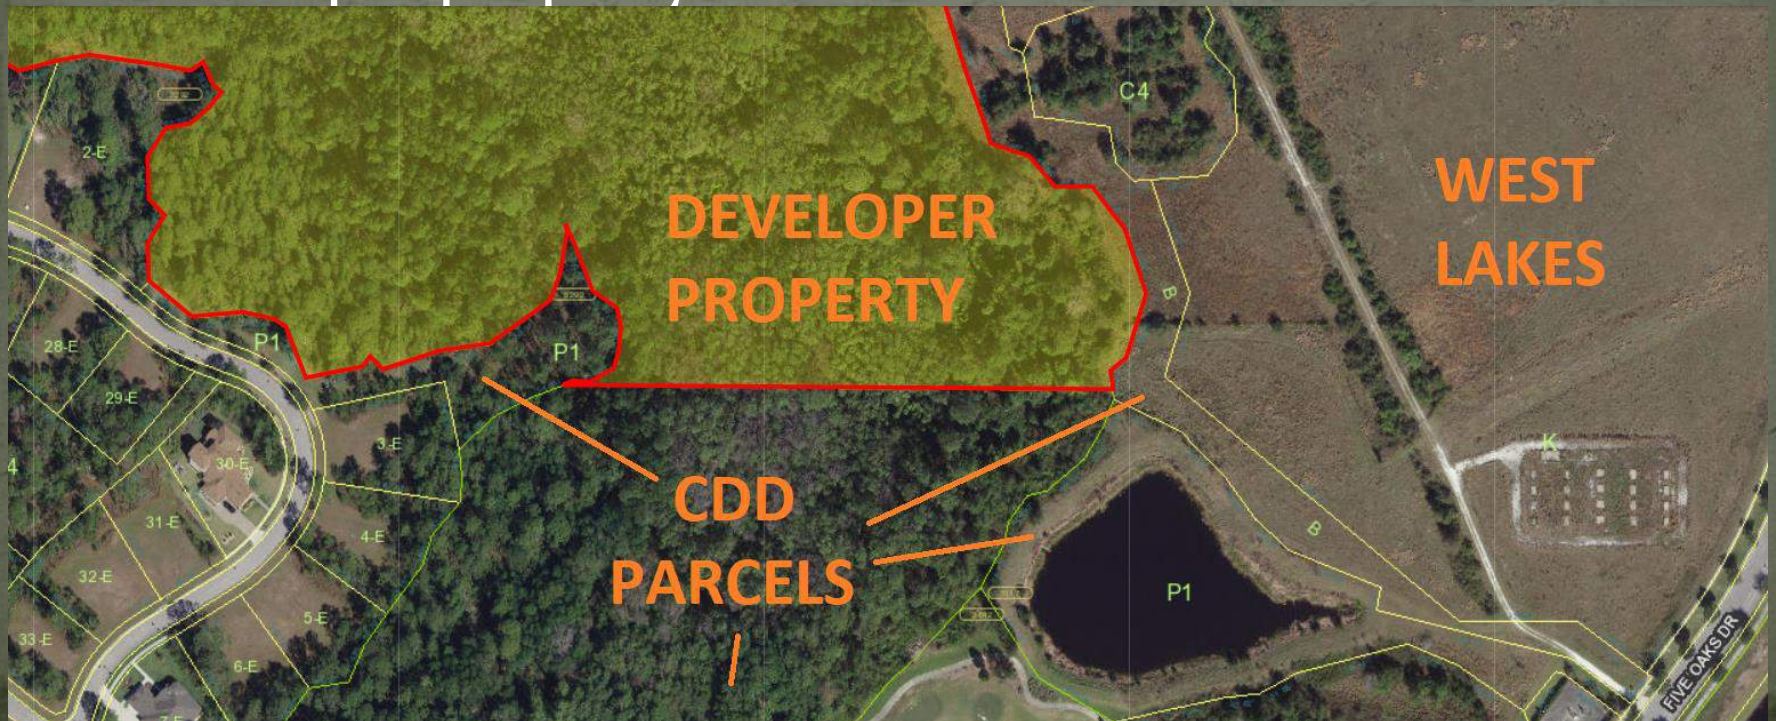 C4
2-E
WEST
LAKES
DEVELOPER
PROPERTY
B
P1
P1
28-E
29-E
3-E
K
4
30-E
CDD
PARCELS
31-E
4-E
B
32-E
P1
5-E
33-E
6-E
FIVE OAKS DR